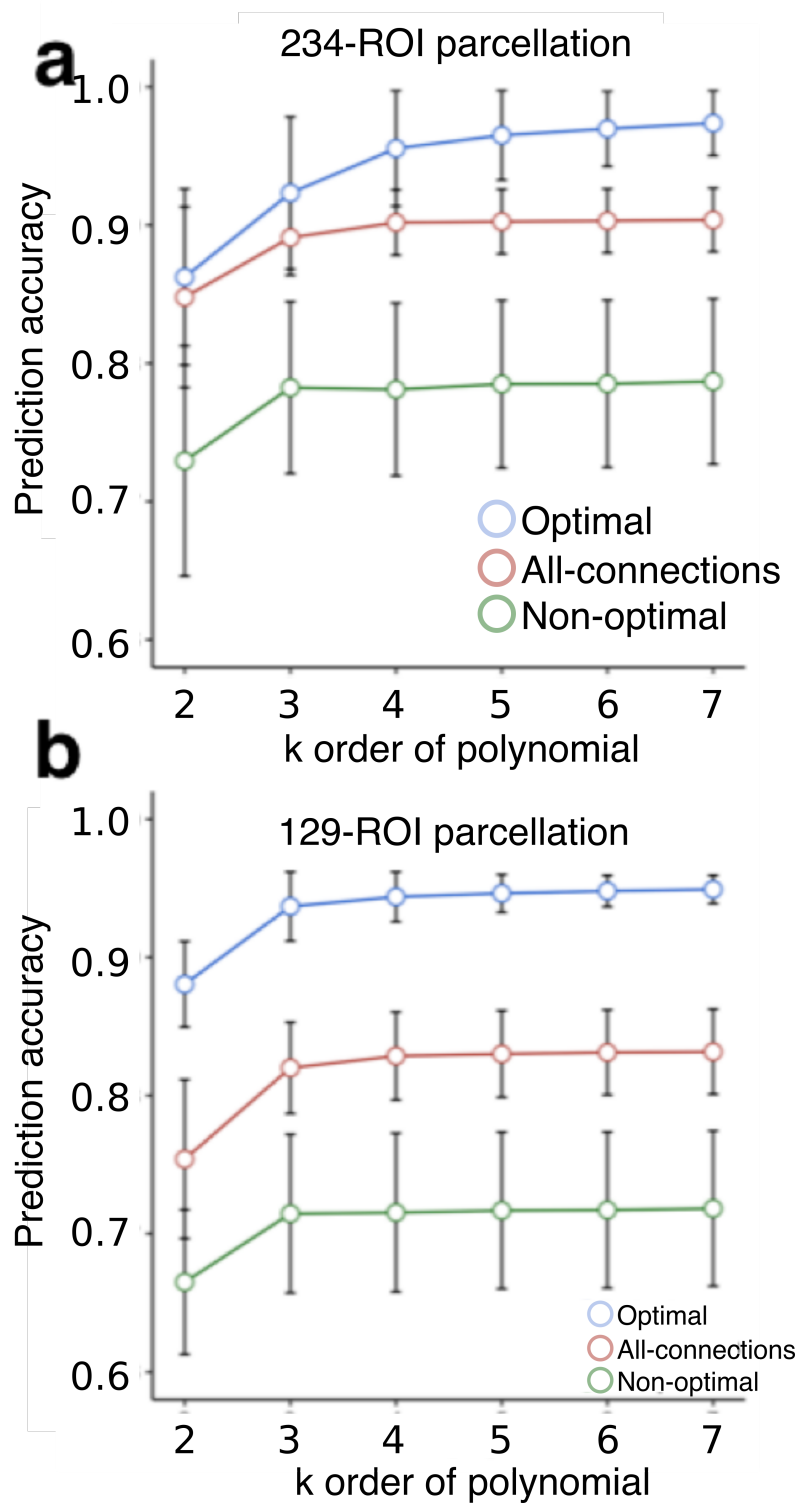 a
234-ROI parcellation
1.0
0.9
0.8
0.7
0.6
Prediction accuracy
Optimal
All-connections
Non-optimal
2 3 4 5 6 7
k order of polynomial
b
129-ROI parcellation
1.0
0.9
0.8
0.7
0.6
Prediction accuracy
Optimal
All-connections
Non-optimal
2 3 4 5 6 7
k order of polynomial